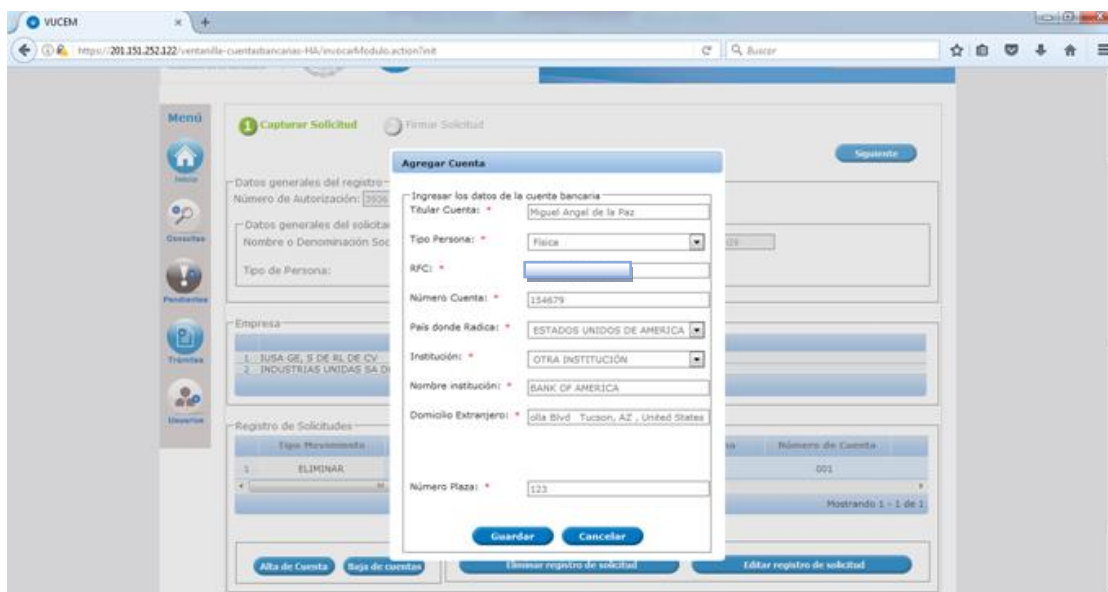 VUCEM
https://201.151.252.122/ventanilla-cuentasbancarias-HA/invocarModulo.action?init
Buscar
Menú
Inicio
Consultas
Pendientes
Trámites
Usuarios
1 Capturar Solicitud
Firmar Solicitud
Siguiente
Datos generales del registro
Número de Autorización: 3936
Datos generales del solicita
Nombre o Denominación Soc
Tipo de Persona:
Empresa
1 IUSA GE, S DE RL DE CV
2 INDUSTRIAS UNIDAS SA D
Registro de Solicitudes
Tipo Movimiento
Número de Cuenta
1 ELIMINAR
001
Mostrando 1 - 1 de 1
Alta de Cuenta
Baja de cuentas
Eliminar registro de solicitud
Editar registro de solicitud
Agregar Cuenta
Ingresar los datos de la cuenta bancaria
Titular Cuenta: * Miguel Angel de la Paz
Tipo Persona: * Física
RFC: *
Número Cuenta: * 154679
País donde Radica: * ESTADOS UNIDOS DE AMERICA
Institución: * OTRA INSTITUCIÓN
Nombre institución: * BANK OF AMERICA
Domicilio Extranjero: * olla Blvd Tucson, AZ , United States
Número Plaza: * 123
Guardar
Cancelar